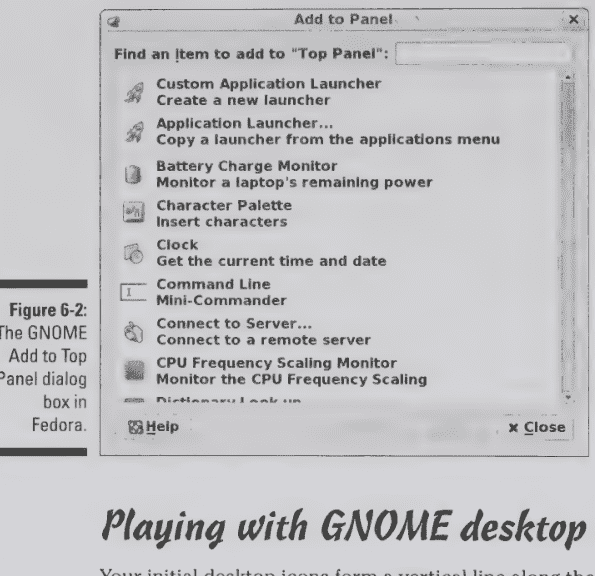 Add to Panel
Find an item to add to "Top Panel":
Custom Application Launcher
Create a new launcher
Application Launcher...
Copy a launcher from the applications menu
Battery Charge Monitor
Monitor a laptop's remaining power
Character Palette
Insert characters
Clock
Get the current time and date
Command Line
Mini-Commander
Connect to Server...
Connect to a remote server
CPU Frequency Scaling Monitor
Monitor the CPU Frequency Scaling
Dictionary Look up
Help
Close
Figure 6-2:
The GNOME
Add to Top
Panel dialog
box in
Fedora.
Playing with GNOME desktop
Your initial desktop icons form a vertical line along the